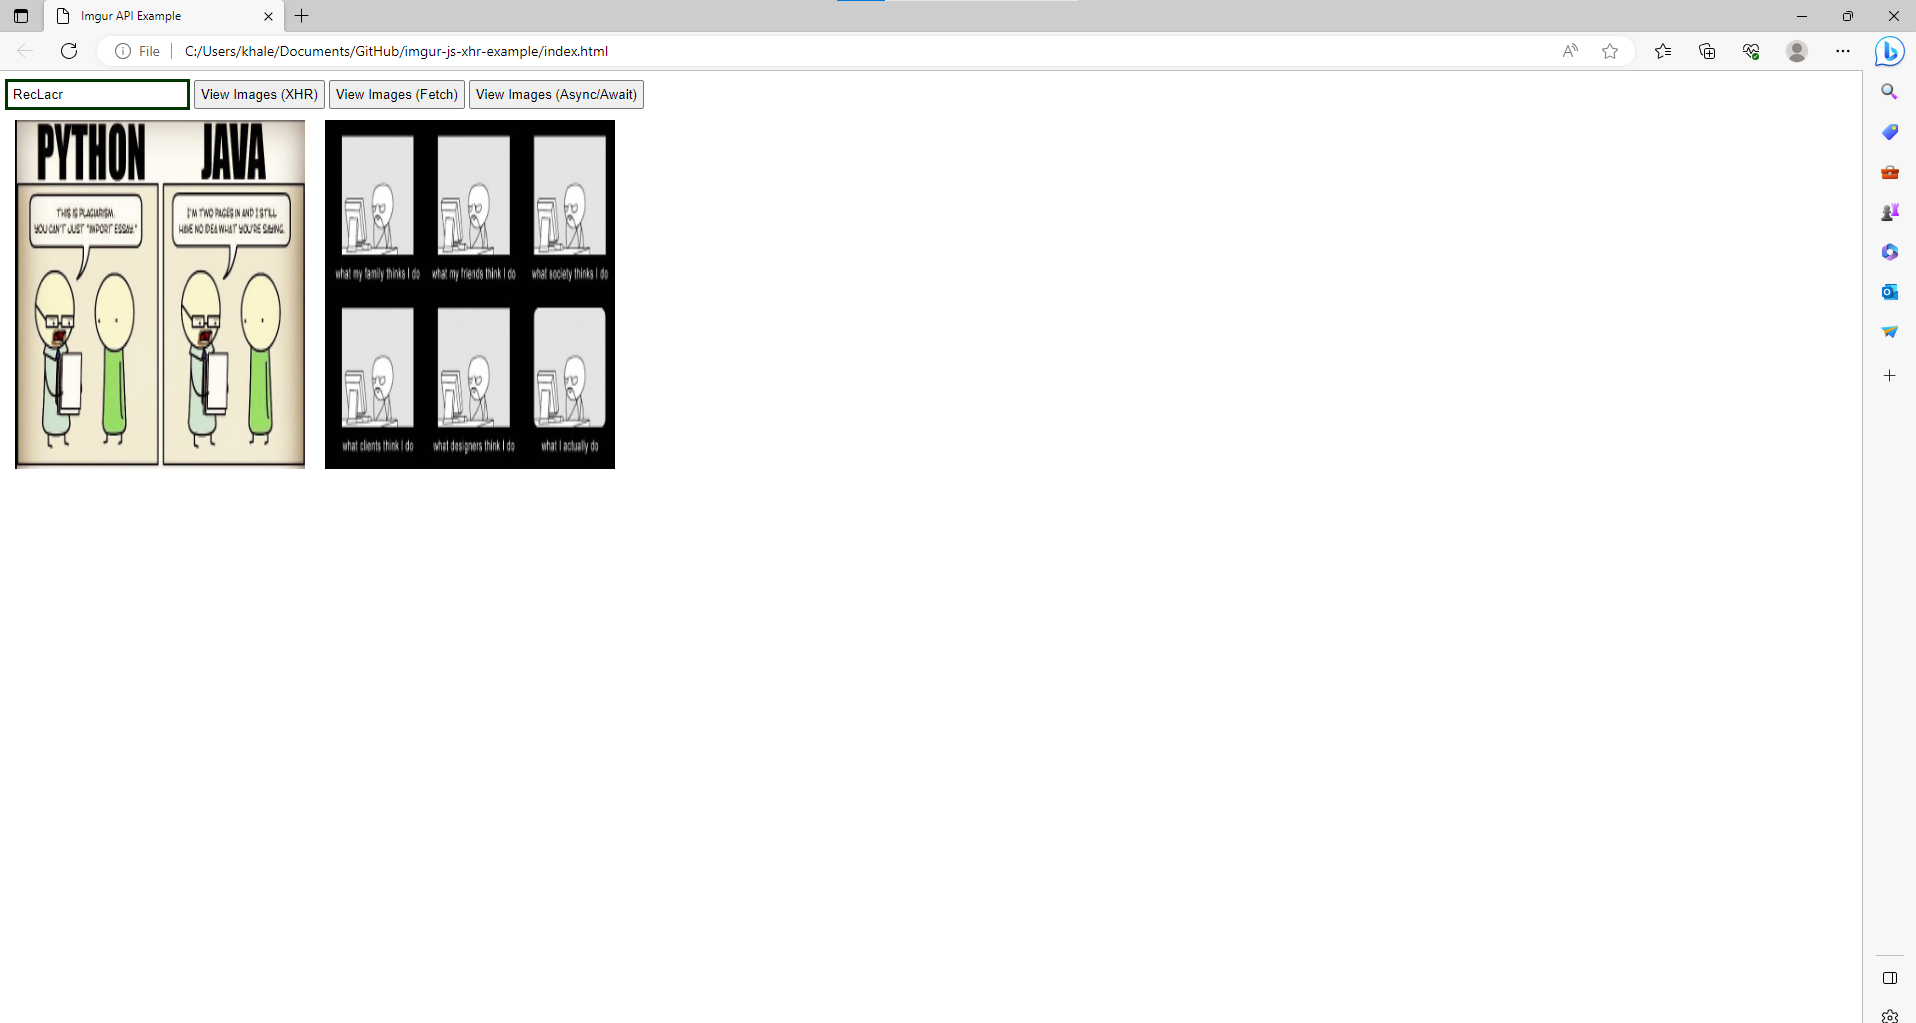 Imgur API Example
File
C:/Users/khale/Documents/GitHub/imgur-js-xhr-example/index.html
RecLacr
View Images (XHR)
View Images (Fetch)
View Images (Async/Await)
PYTHON
JAVA
THIS IS PLAGIARISM.
YOU CAN'T JUST "IMPORT ESSAY."
I'M TWO PAGES IN AND I STILL
HAVE NO IDEA WHAT YOU'RE SAYING.
what my family thinks I do
what my friends think I do
what society thinks I do
what clients think I do
what designers think I do
what I actually do